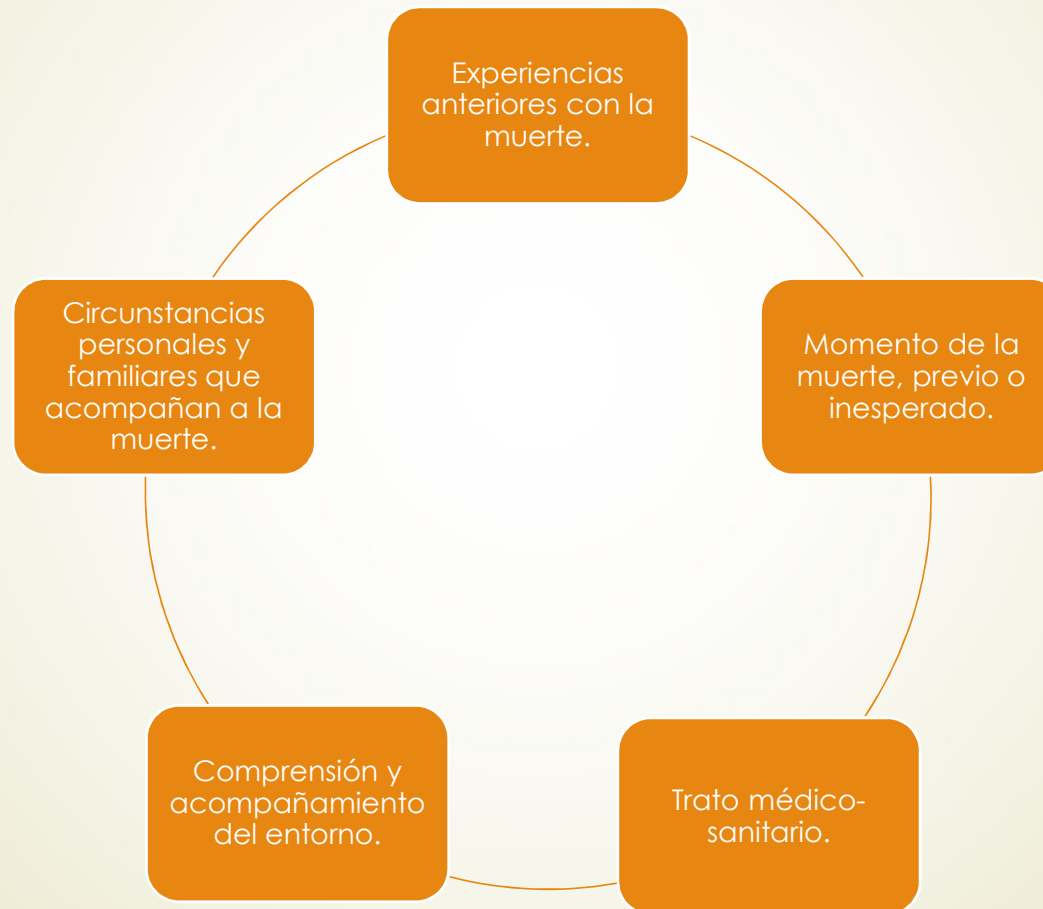 Experiencias
anteriores con la
muerte.
Momento de la
muerte, previo o
inesperado.
Trato médico-
sanitario.
Comprensión y
acompañamiento
del entorno.
Circunstancias
personales y
familiares que
acompañan a la
muerte.